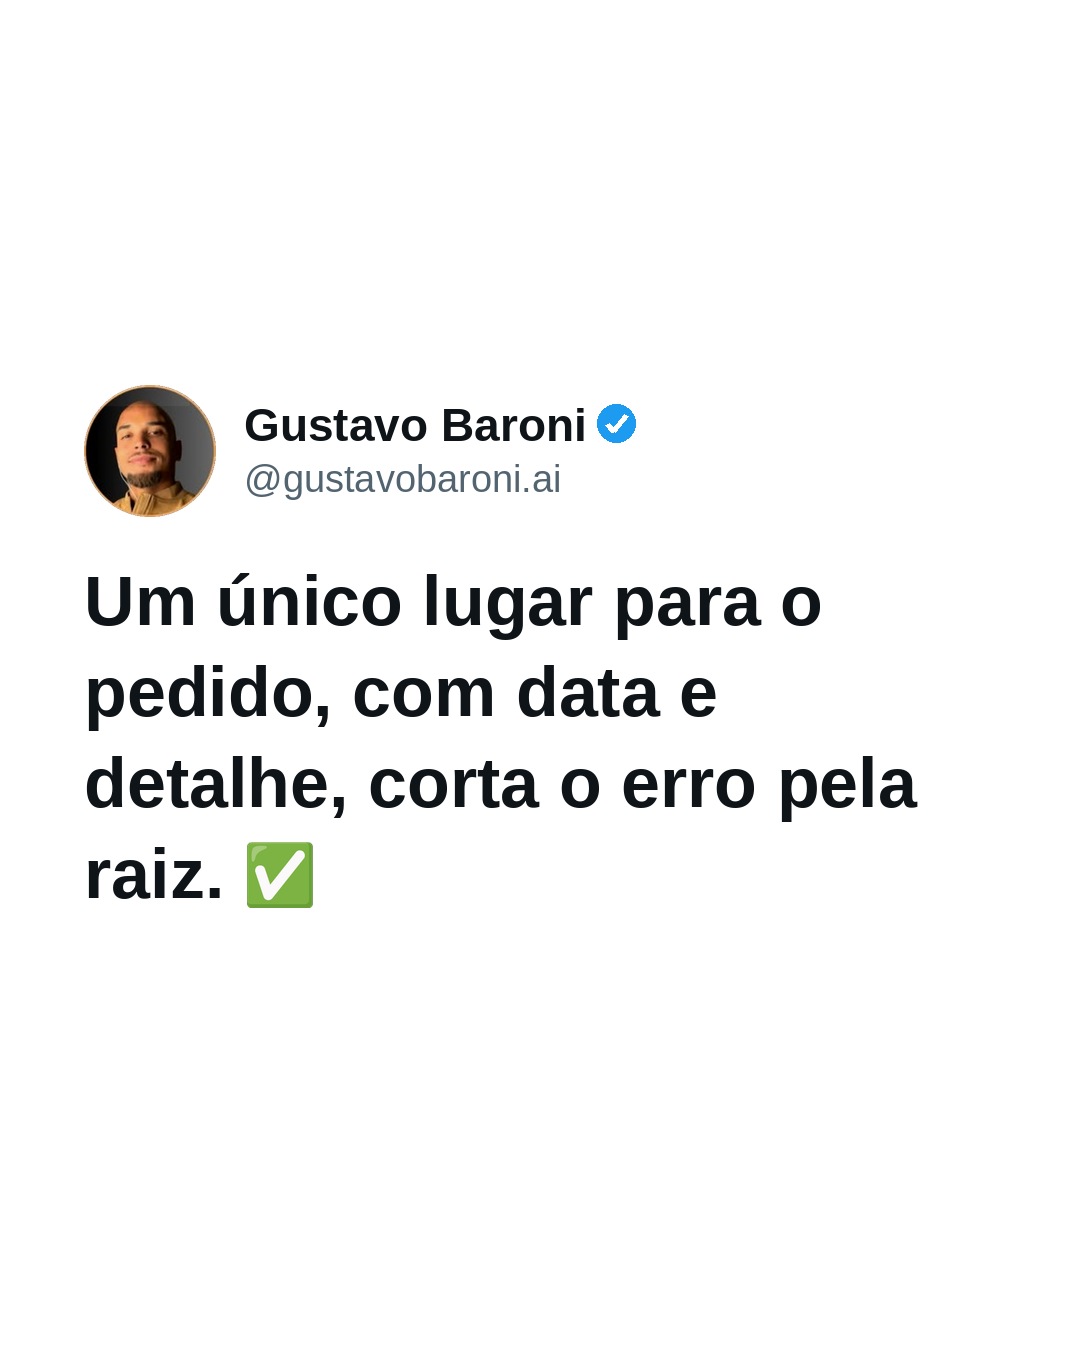 Gustavo Baroni
@gustavobaroni.ai
Um único lugar para o
pedido, com data e
detalhe, corta o erro pela
raiz. ✅